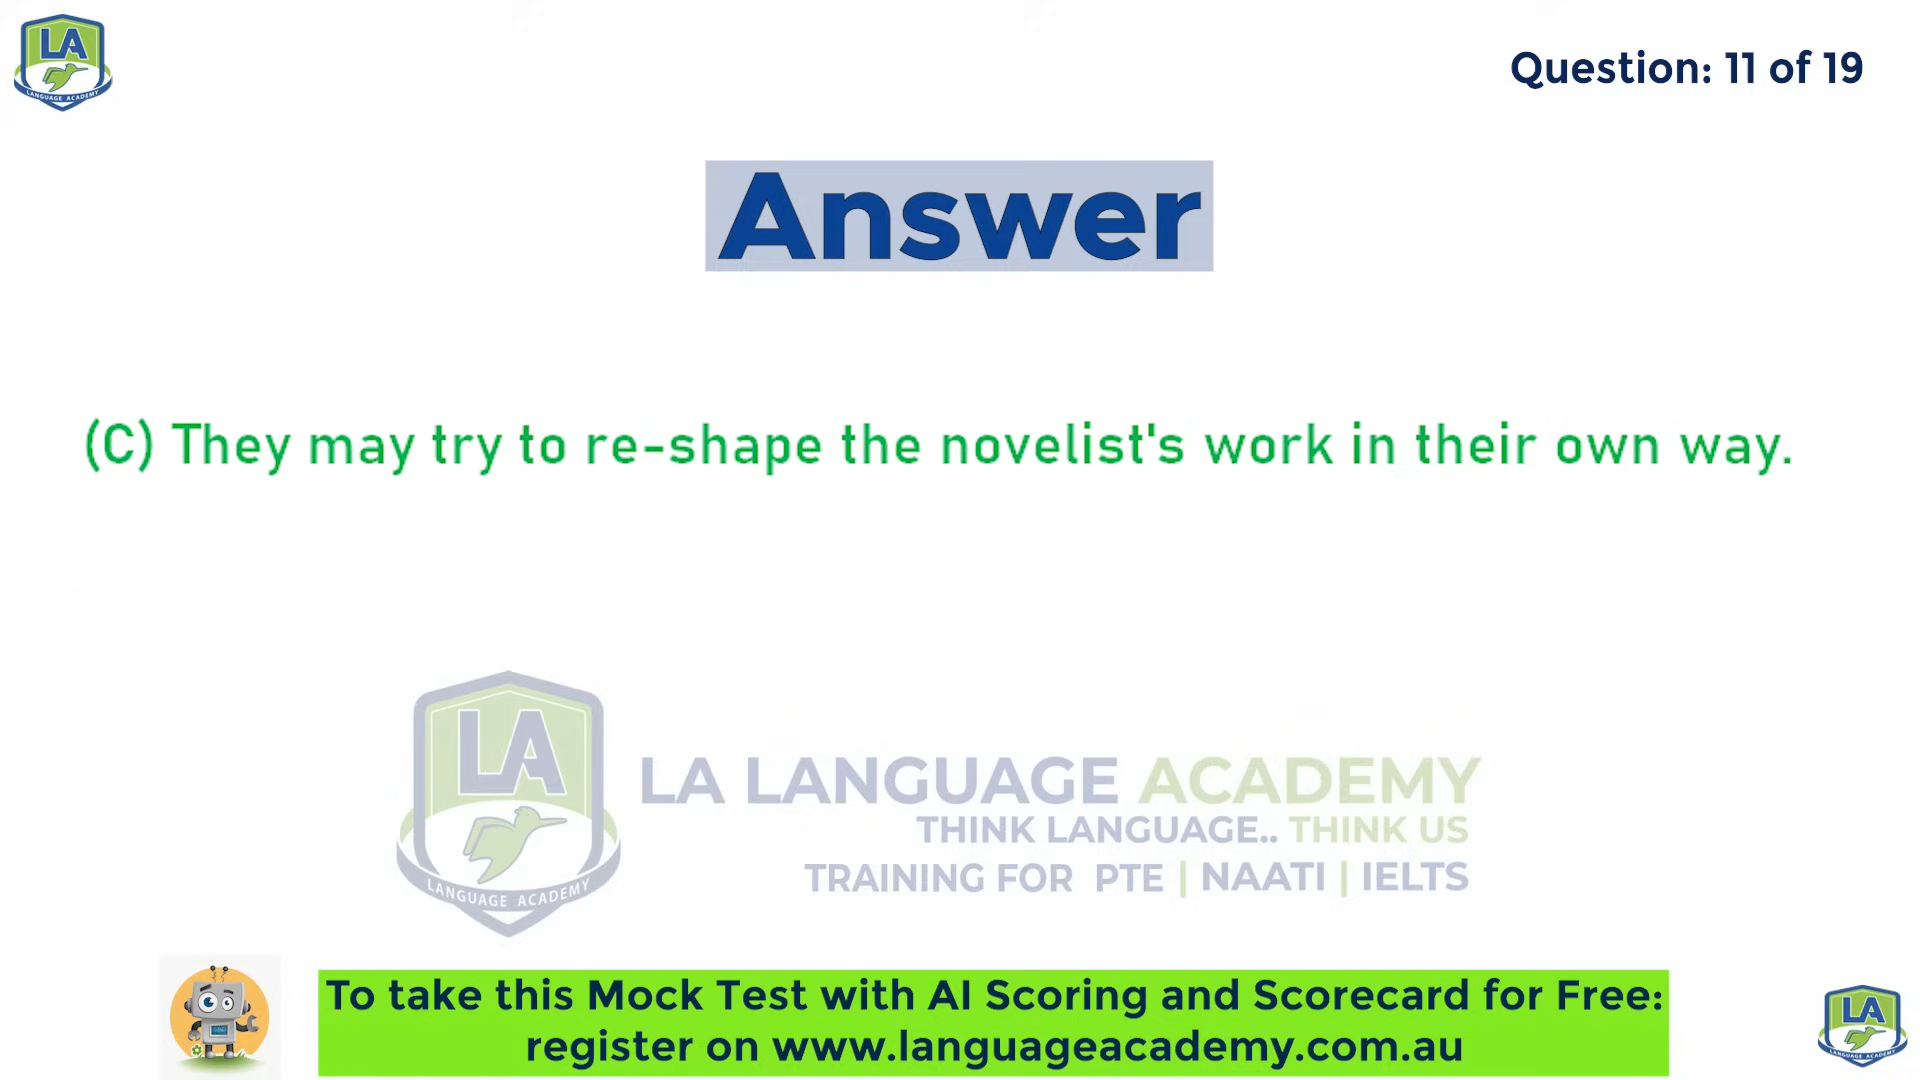 LA
LANGUAGE ACADEMY
Question: 11 of 19
Answer
(C) They may try to re-shape the novelist's work in their own way.
LA
LANGUAGE ACADEMY
LA LANGUAGE ACADEMY
THINK LANGUAGE.. THINK US
TRAINING FOR PTE | NAATI | IELTS
To take this Mock Test with AI Scoring and Scorecard for Free:
register on www.languageacademy.com.au
LA
LANGUAGE ACADEMY